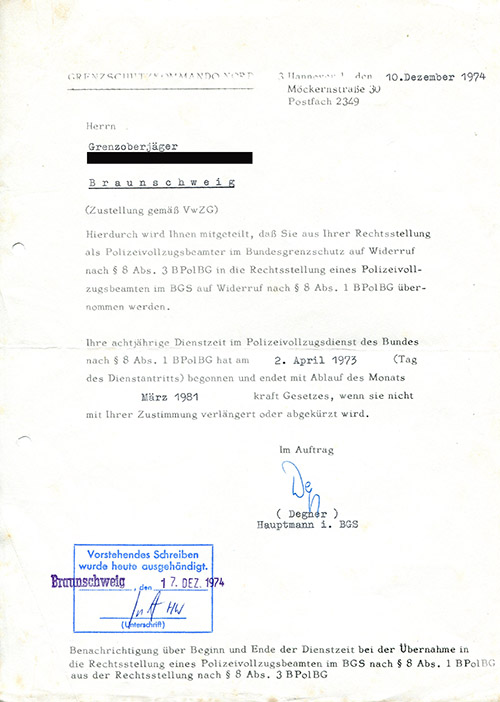 GRENZSCHUTZKOMMANDO NORD
3 Hannover 1, den 10.Dezember 1974
Möckernstraße 30
Postfach 2349
Herrn
Grenzoberjäger
Braunschweig
(Zustellung gemäß VwZG)
Hierdurch wird Ihnen mitgeteilt, daß Sie aus Ihrer Rechtsstellung
als Polizeivollzugsbeamter im Bundesgrenzschutz auf Widerruf
nach § 8 Abs. 3 BPolBG in die Rechtsstellung eines Polizeivoll-
zugsbeamten im BGS auf Widerruf nach § 8 Abs. 1 BPolBG über-
nommen werden.
Ihre achtjährige Dienstzeit im Polizeivollzugsdienst des Bundes
nach § 8 Abs. 1 BPolBG hat am 2. April 1973 (Tag
des Dienstantritts) begonnen und endet mit Ablauf des Monats
März 1981 kraft Gesetzes, wenn sie nicht
mit Ihrer Zustimmung verlängert oder abgekürzt wird.
Im Auftrag
( Degner )
Hauptmann i. BGS
Vorstehendes Schreiben
wurde heute ausgehändigt.
Braunschweig, den 17. DEZ. 1974
(Unterschrift)
Benachrichtigung über Beginn und Ende der Dienstzeit bei der Übernahme in
die Rechtsstellung eines Polizeivollzugsbeamten im BGS nach § 8 Abs. 1 BPolBG
aus der Rechtsstellung nach § 8 Abs. 3 BPolBG